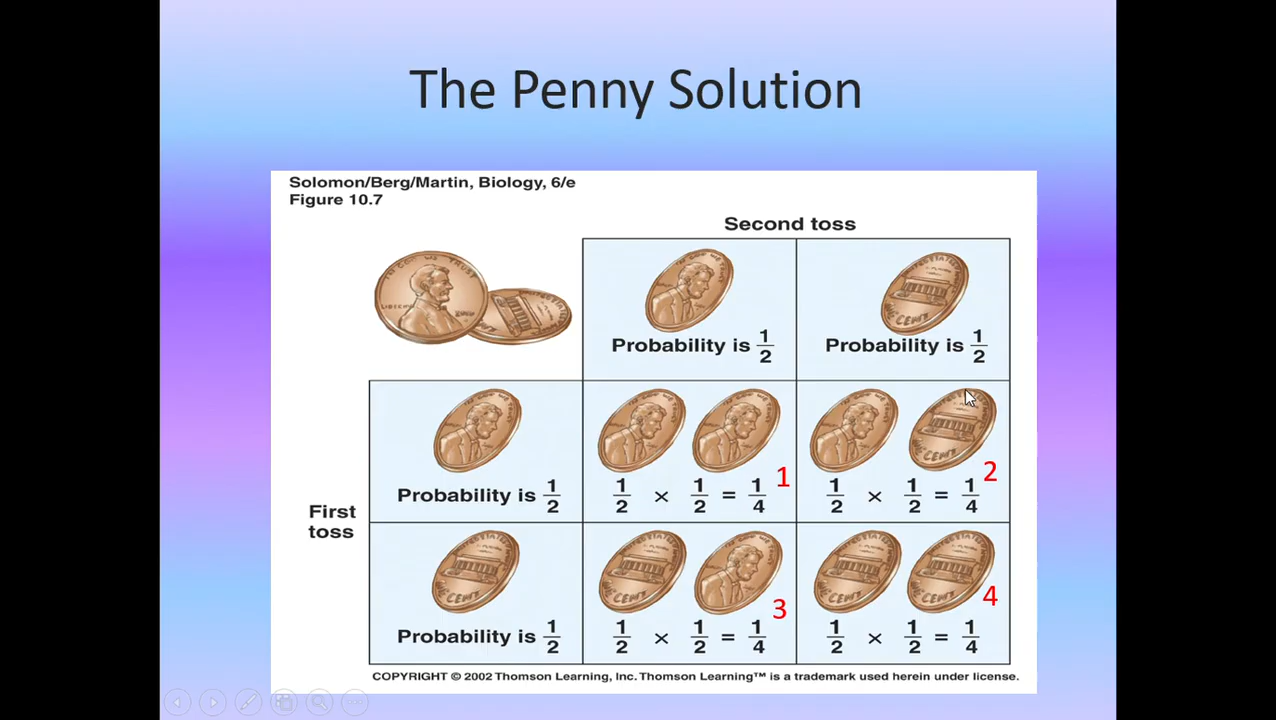 The Penny Solution
Solomon/Berg/Martin, Biology, 6/e
Figure 10.7
Second toss
Probability is 1/2
Probability is 1/2
First
toss
Probability is 1/2
1/2 × 1/2 = 1/4 1
1/2 × 1/2 = 1/4 2
Probability is 1/2
1/2 × 1/2 = 1/4 3
1/2 × 1/2 = 1/4 4
COPYRIGHT © 2002 Thomson Learning, Inc. Thomson Learning™ is a trademark used herein under license.